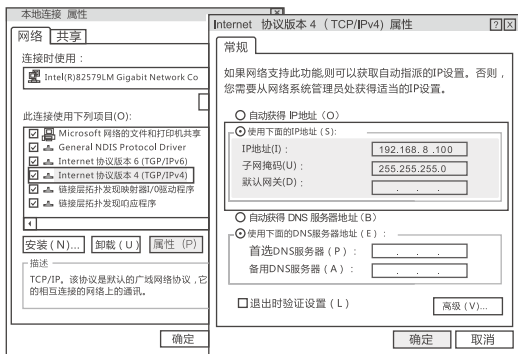 本地连接 属性
网络 共享
连接时使用：
Intel(R)82579LM Gigabit Network Co
此连接使用下列项目(O):
Microsoft 网络的文件和打印机共享
General NDIS Protocol Driver
Internet 协议版本 6 (TGP/IPv6)
Internet 协议版本 4 (TGP/IPv4)
链接层拓扑发现映射器I/0驱动程序
链接层拓扑发现响应程序
安装(N)... 卸载(U) 属性 (P)
描述
TCP/IP。该协议是默认的广域网络协议，它
的相互连接的网络上的通讯。
确定
Internet 协议版本 4 (TCP/IPv4) 属性
常规
如果网络支持此功能,则可以获取自动指派的IP设置。否则，
您需要从网络系统管理员处获得适当的IP设置。
自动获得 IP地址 (O)
使用下面的IP地址 (S):
IP地址(I)： 192.168. 8 .100
子网掩码(U)： 255.255.255.0
默认网关(D)： . . .
自动获得 DNS 服务器地址(B)
使用下面的DNS服务器地址(E)：
首选DNS服务器(P)： . . .
备用DNS服务器(A)： . . .
退出时验证设置(L)
高级(V)...
确定 取消